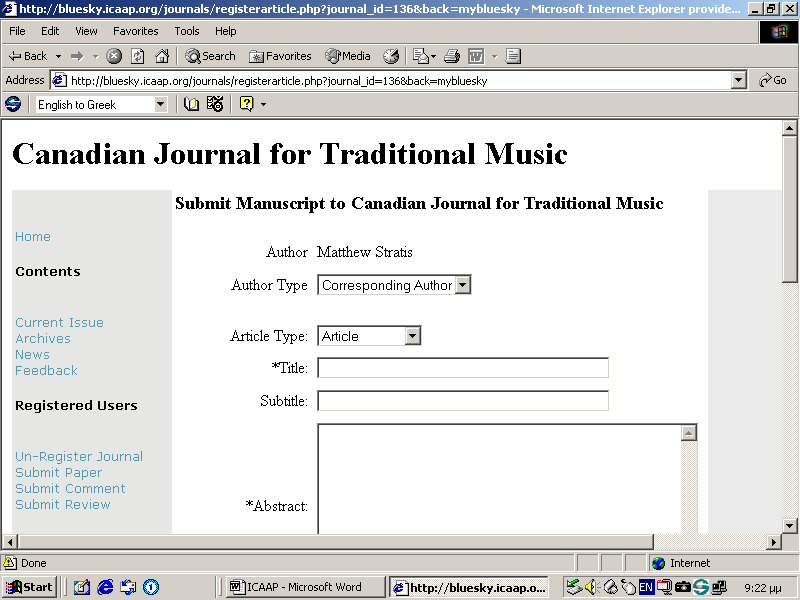 http://bluesky.icaap.org/journals/registerarticle.php?journal_id=136&back=mybluesky - Microsoft Internet Explorer provide...
File Edit View Favorites Tools Help
Back Search Favorites Media
Address http://bluesky.icaap.org/journals/registerarticle.php?journal_id=136&back=mybluesky Go
English to Greek
Canadian Journal for Traditional Music
Submit Manuscript to Canadian Journal for Traditional Music
Home
Contents
Current Issue
Archives
News
Feedback
Registered Users
Un-Register Journal
Submit Paper
Submit Comment
Submit Review
Author Matthew Stratis
Author Type Corresponding Author
Article Type: Article
*Title:
Subtitle:
*Abstract:
Done Internet
Start ICAAP - Microsoft Word http://bluesky.icaap.o... EN 9:22 μμ